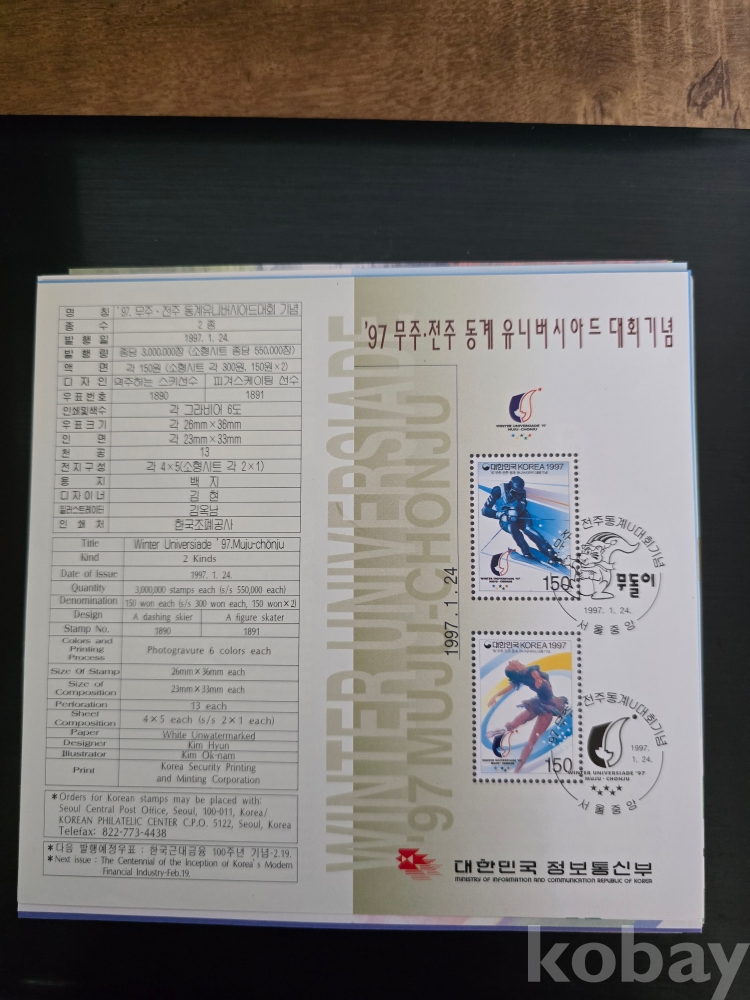 명 칭 '97. 무주·전주 동계유니버시아드대회 기념
종 수 2 종
발 행 일 1997. 1. 24.
발 행 량 종당 3,000,000장 (소형시트 종당 550,000장)
액 면 각 150원 (소형시트 각 300원, 150원×2)
디 자 인 역주하는 스키선수 피겨스케이팅 선수
우 표 번 호 1890 1891
인쇄및색수 각 그라비어 6도
우 표 크 기 각 26mm×36mm
인 면 각 23mm×33mm
천 공 13
전 지 구 성 각 4×5(소형시트 각 2×1)
용 지 백 지
디 자 이 너 김 현
일러스트레이터 김옥남
인 쇄 처 한국조폐공사
Title Winter Universiade '97.Muju-chónju
Kind 2 Kinds
Date of Issue 1997. 1. 24.
Quantity 3,000,000 stamps each (s/s 550,000 each)
Denomination 150 won each (s/s 300 won each, 150 won×2)
Design A dashing skier A figure skater
Stamp No. 1890 1891
Colors and
Printing
Process Photogravure 6 colors each
Size Of Stamp 26mm×36mm each
Size of
Composition 23mm×33mm each
Perforation 13 each
Sheet
Composition 4×5 each (s/s 2×1 each)
Paper White Unwatermarked
Designer Kim Hyun
Illustrator Kim Ok-nam
Print Korea Security Printing
and Minting Corporation
*Orders for Korean stamps may be placed with:
Seoul Central Post Office, Seoul, 100-011, Korea/
KOREAN PHILATELIC CENTER C.P.O. 5122, Seoul, Korea
Telefax: 822-773-4438
*다음 발행예정우표 : 한국근대금융 100주년 기념-2.19.
*Next issue : The Centennial of the Inception of Korea's Modern
Financial Industry-Feb.19.
WINTER UNIVERSIADE
'97 MUJU-CHONJU
1997. 1. 24
'97 무주·전주 동계 유니버시아드 대회기념
WINTER UNIVERSIADE '97
MUJU-CHONJU
대한민국 KOREA 1997
150
전주동계U대회기념
무돌이
1997. 1. 24.
서울중앙
대한민국 KOREA 1997
150
전주동계U대회기념
1997.
1. 24.
WINTER UNIVERSIADE '97
MUJU-CHONJU
서울중앙
대한민국 정보통신부
MINISTRY OF INFORMATION AND COMMUNICATION REPUBLIC OF KOREA
kobay